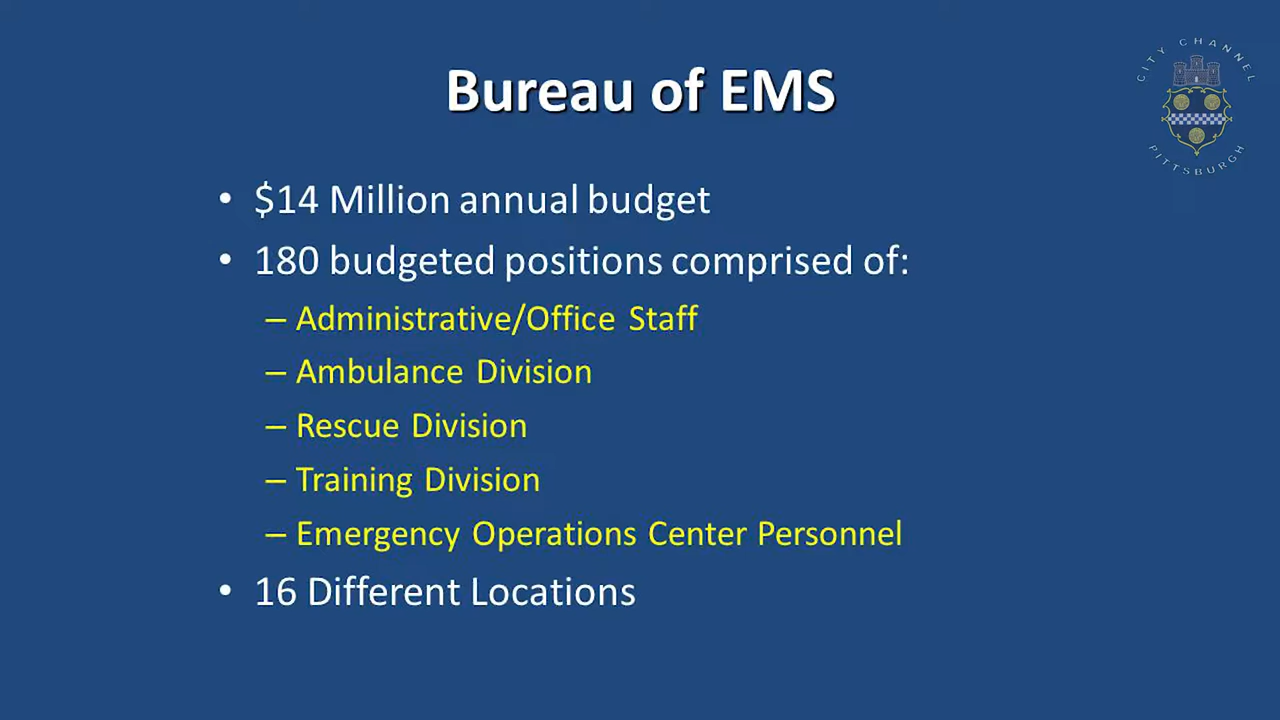 Bureau of EMS
CITY CHANNEL
PITTSBURGH
• $14 Million annual budget
• 180 budgeted positions comprised of:
– Administrative/Office Staff
– Ambulance Division
– Rescue Division
– Training Division
– Emergency Operations Center Personnel
• 16 Different Locations